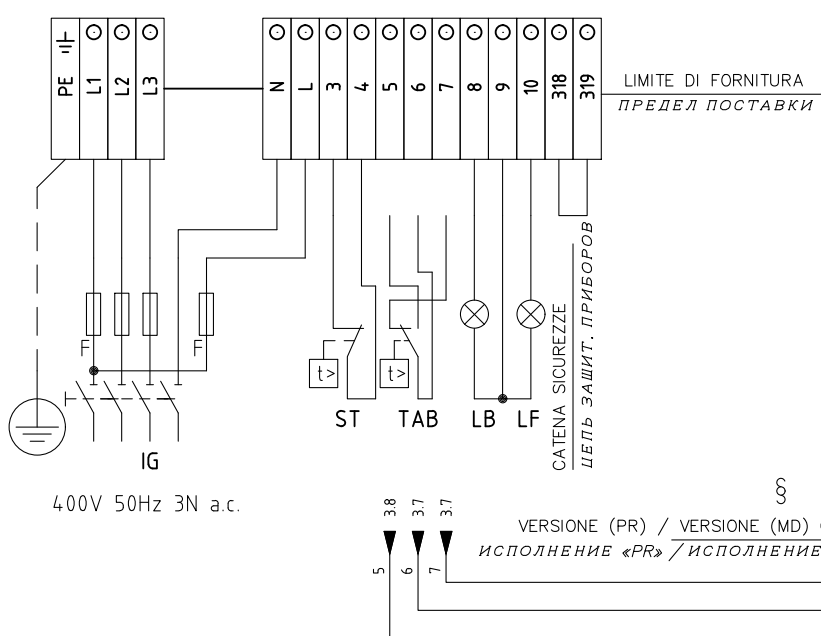 PE L1 L2 L3 N L 3 4 5 6 7 8 9 10 318 319
LIMITE DI FORNITURA
ПРЕДЕЛ ПОСТАВКИ
CATENA SICUREZZE
ЦЕПЬ ЗАЩИТ. ПРИБОРОВ
F F
t> t>
ST TAB LB LF
IG
400V 50Hz 3N a.c.
§
3.8 3.7 3.7
VERSIONE (PR) / VERSIONE (MD)
ИСПОЛНЕНИЕ «PR» / ИСПОЛНЕНИЕ
5 6 7